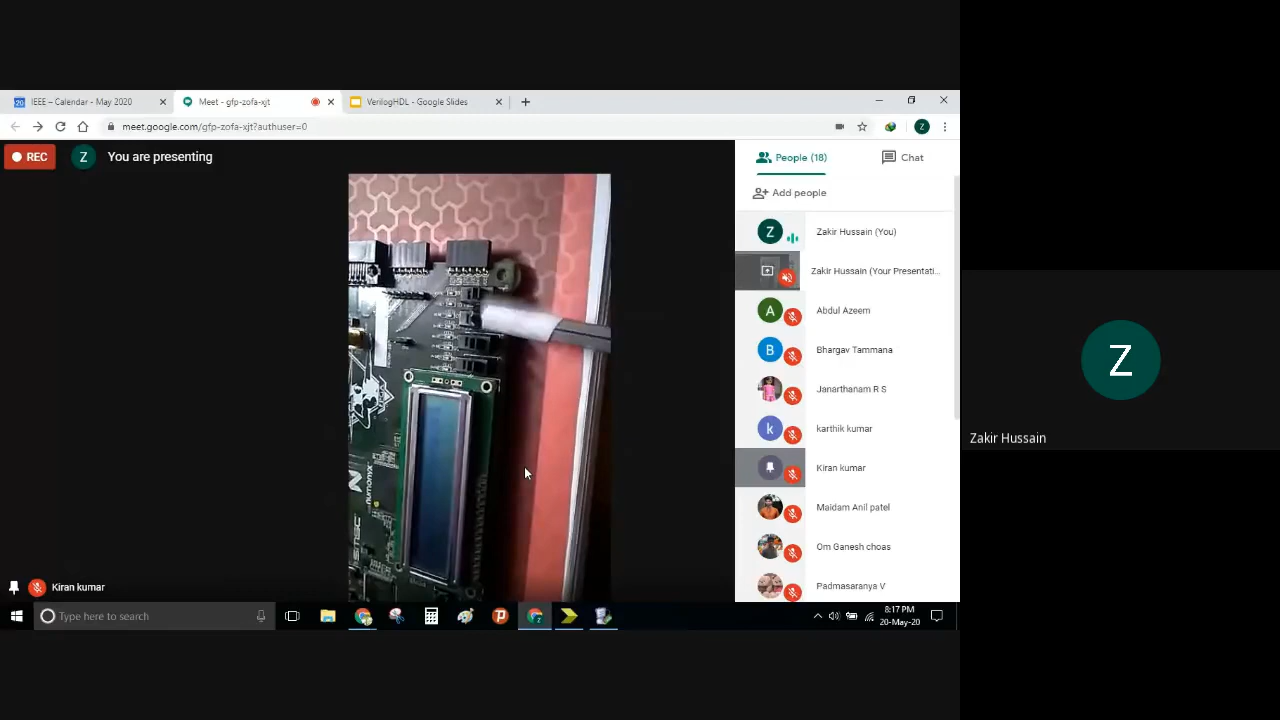 20
IEEE – Calendar - May 2020
Meet - gfp-zofa-xjt
VerilogHDL - Google Slides
meet.google.com/gfp-zofa-xjt?authuser=0
Z
REC
Z
You are presenting
People (18)
Chat
Add people
Z
Zakir Hussain (You)
Zakir Hussain (Your Presentati...
A
Abdul Azeem
B
Bhargav Tammana
Janarthanam R S
k
karthik kumar
Kiran kumar
Maidam Anil patel
Om Ganesh choas
Padmasaranya V
numonyx
Kiran kumar
Type here to search
8:17 PM
20-May-20
Z
Zakir Hussain